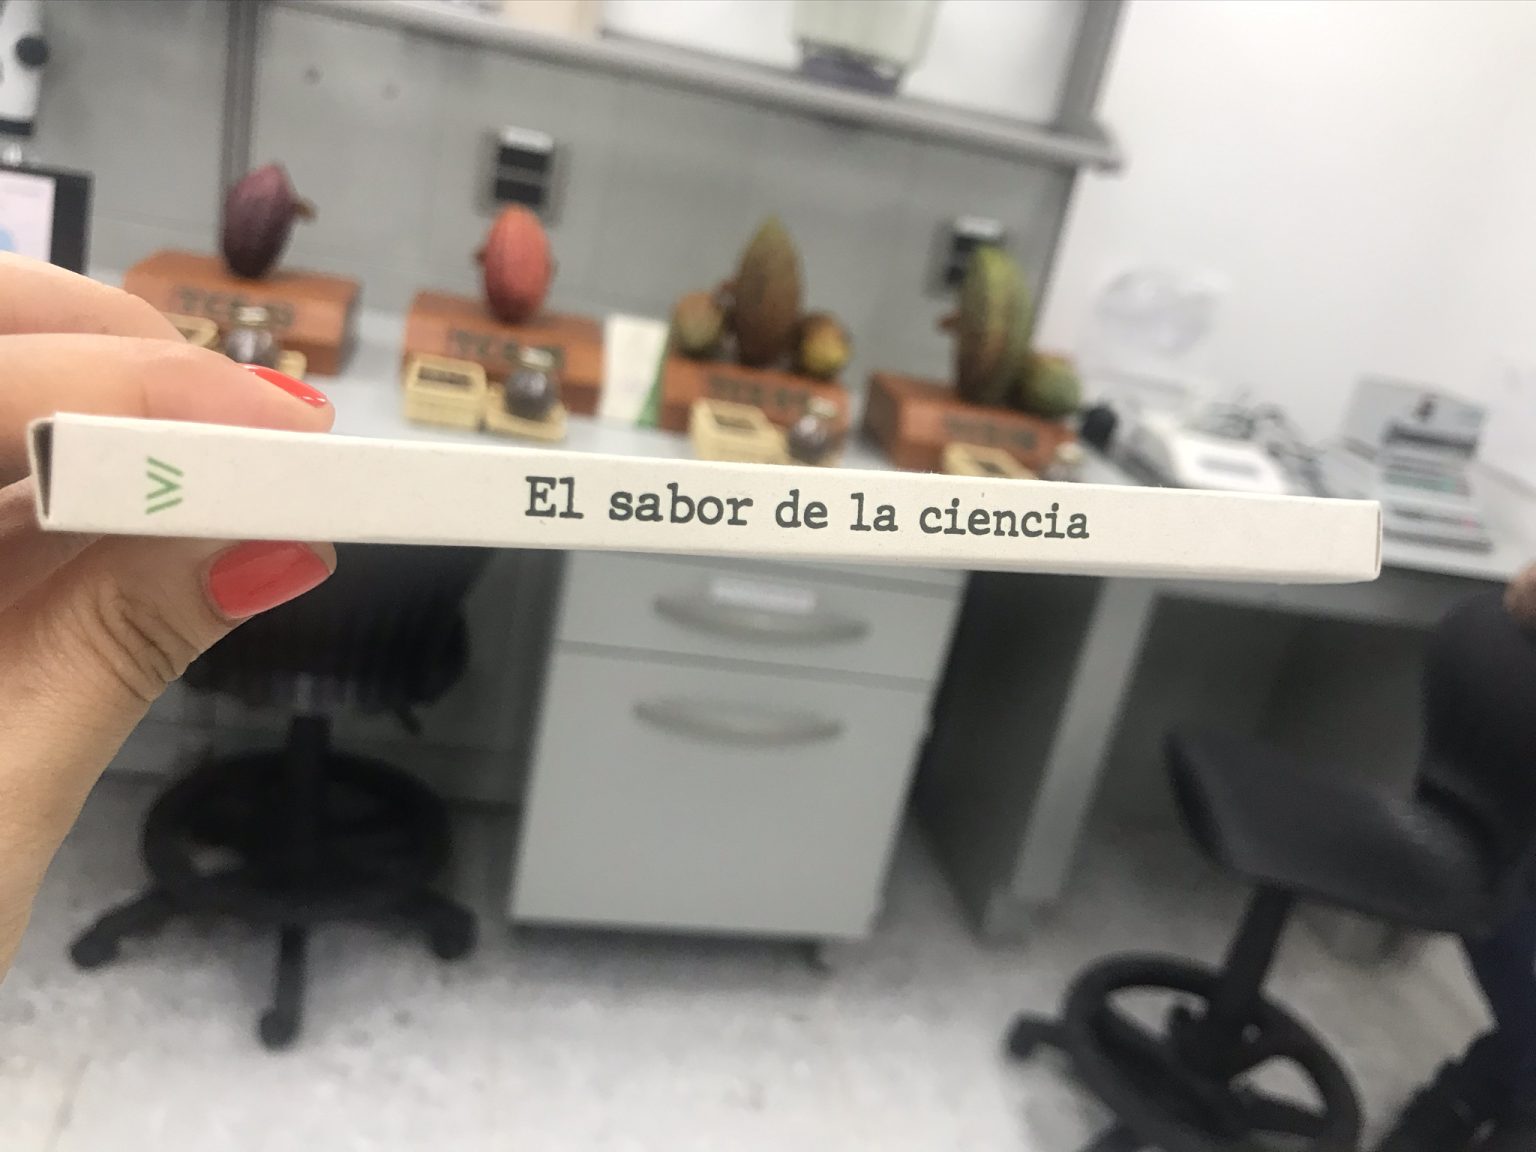 El sabor de la ciencia